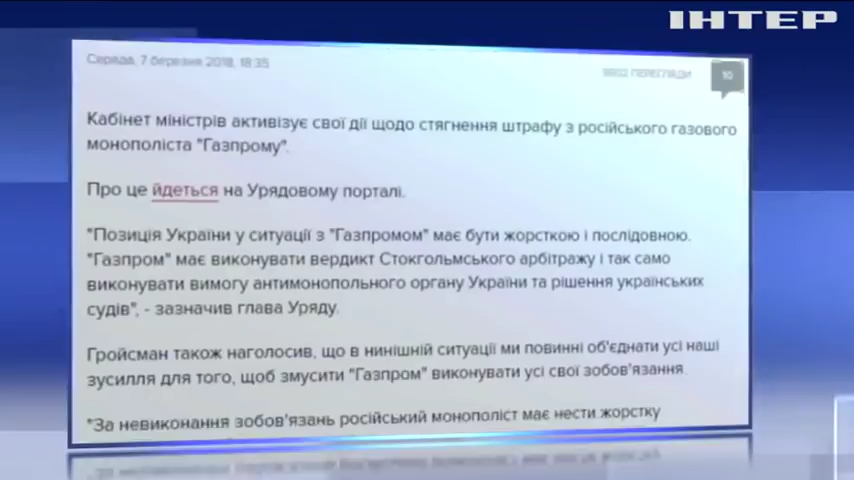 ІНТЕР
Середа, 7 березня 2018, 18:35
ПЕРЕГЛЯДИ
10
Кабінет міністрів активізує свої дії щодо стягнення штрафу з російського газового
монополіста "Газпрому".
Про це йдеться на Урядовому порталі.
"Позиція України у ситуації з "Газпромом" має бути жорсткою і послідовною.
"Газпром" має виконувати вердикт Стокгольмського арбітражу і так само
виконувати вимогу антимонопольного органу України та рішення українських
судів", - зазначив глава Уряду.
Гройсман також наголосив, що в нинішній ситуації ми повинні об'єднати усі наші
зусилля для того, щоб змусити "Газпром" виконувати усі свої зобов'язання.
"За невиконання зобов'язань російський монополіст має нести жорстку